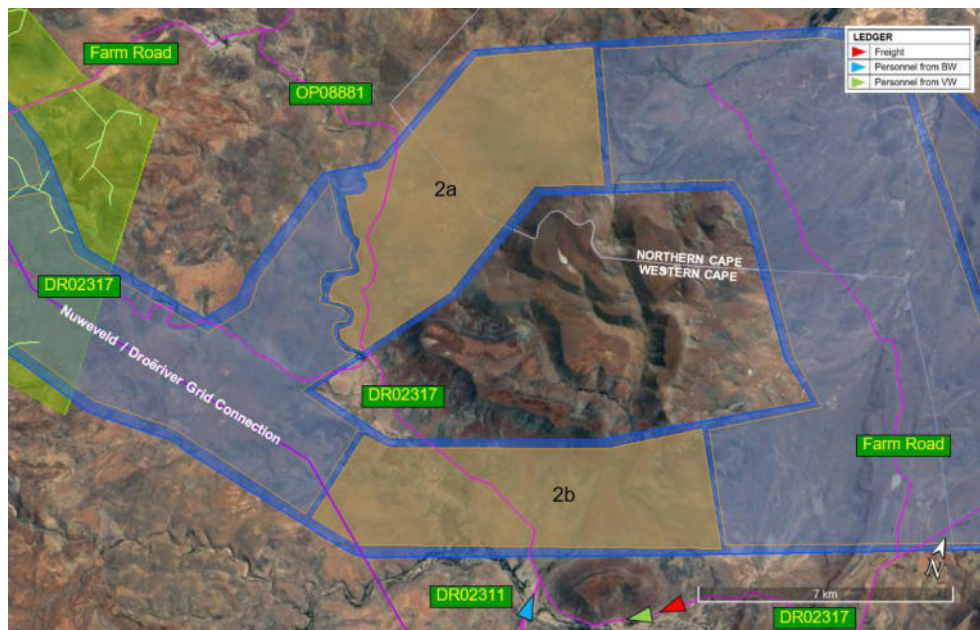 LEDGER
Freight
Personnel from BW
Personnel from VW
Farm Road
OP08881
2a
NORTHERN CAPE
WESTERN CAPE
DR02317
Nuweveld / Droëriver Grid Connection
DR02317
Farm Road
2b
N
7 km
DR02311
DR02317